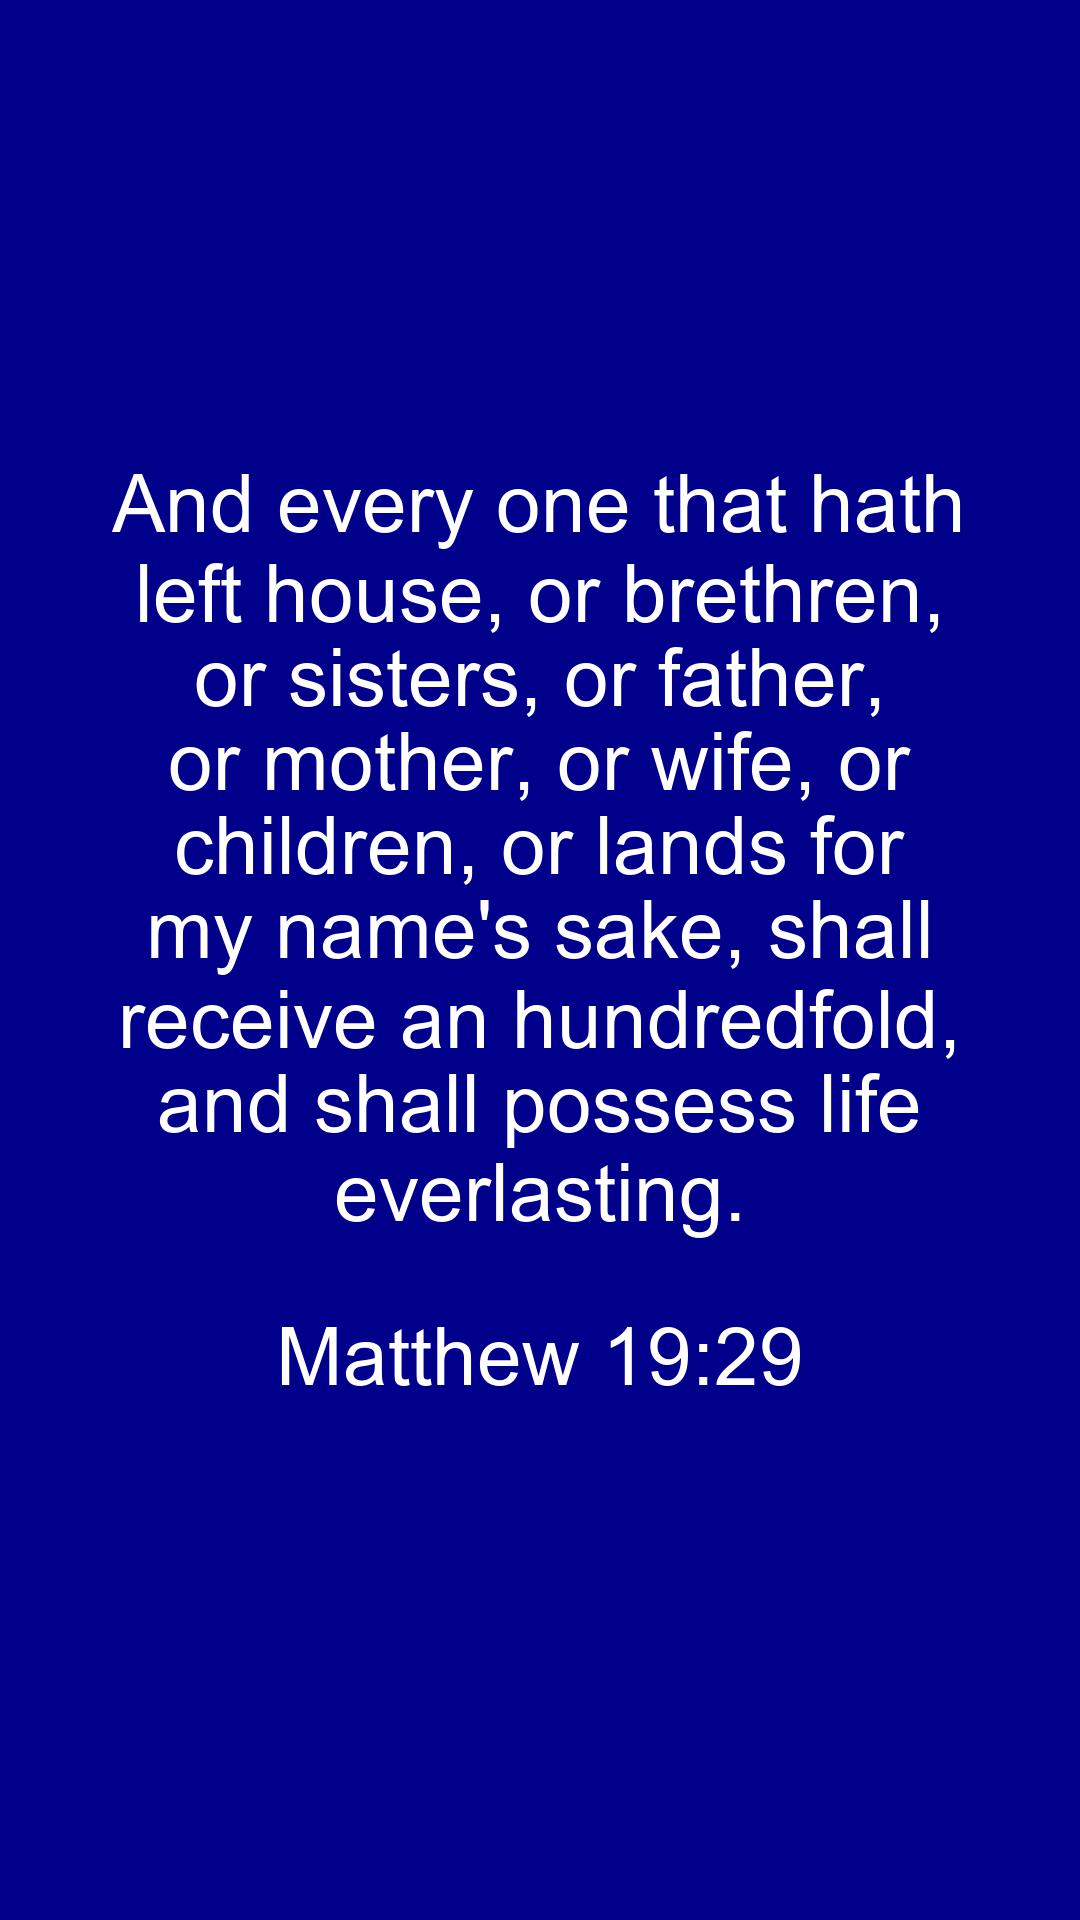 And every one that hath
left house, or brethren,
or sisters, or father,
or mother, or wife, or
children, or lands for
my name's sake, shall
receive an hundredfold,
and shall possess life
everlasting.
Matthew 19:29